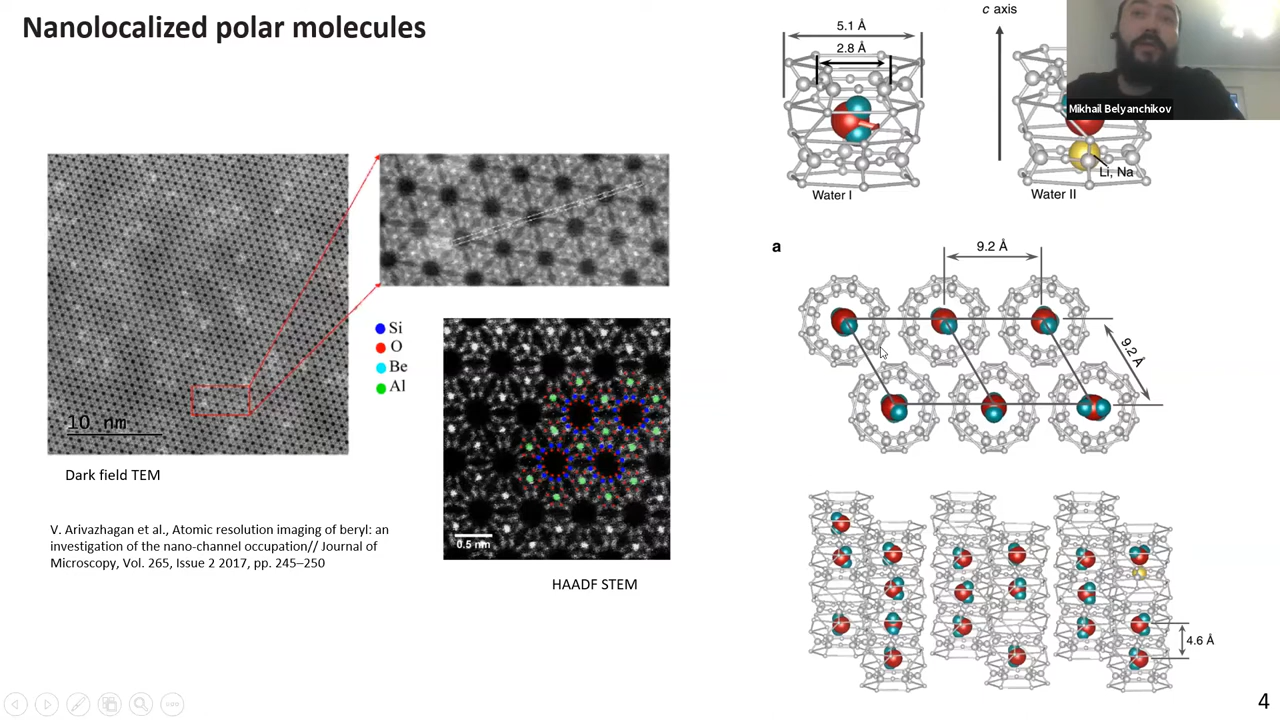 Nanolocalized polar molecules
10 nm
Dark field TEM
V. Arivazhagan et al., Atomic resolution imaging of beryl: an
investigation of the nano-channel occupation// Journal of
Microscopy, Vol. 265, Issue 2 2017, pp. 245–250
Si
O
Be
Al
0.5 nm
HAADF STEM
5.1 Å
2.8 Å
Water I
c axis
Mikhail Belyanchikov
Li, Na
Water II
a
9.2 Å
9.2 Å
4.6 Å
4